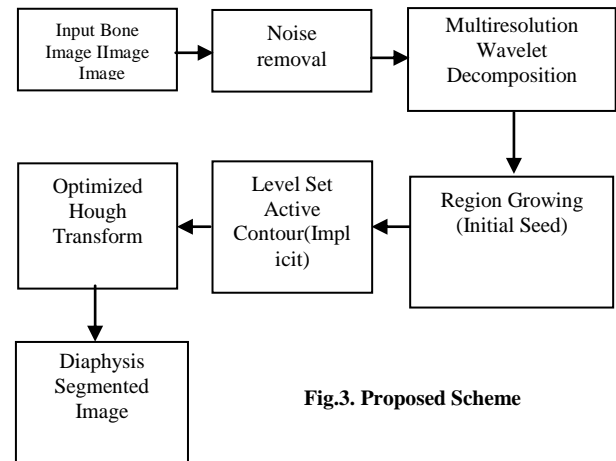 Input Bone
Image IImage
Image
Noise
removal
Multiresolution
Wavelet
Decomposition
Region Growing
(Initial Seed)
Level Set
Active
Contour(Impl
icit)
Optimized
Hough
Transform
Diaphysis
Segmented
Image
Fig.3. Proposed Scheme